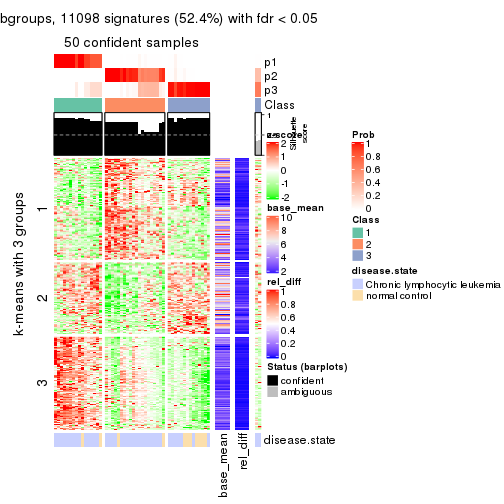 bgroups, 11098 signatures (52.4%) with fdr < 0.05
50 confident samples
p1
p2
p3
Class
1
Silhouette
score
z-score
2
1
0
-1
-2
base_mean
10
8
6
4
2
rel_diff
1
0.8
0.6
0.4
0.2
0
Status (barplots)
confident
ambiguous
Prob
1
0.8
0.6
0.4
0.2
0
Class
1
2
3
disease.state
Chronic lymphocytic leukemia
normal control
k-means with 3 groups
1
2
3
disease.state
base_mean
rel_diff